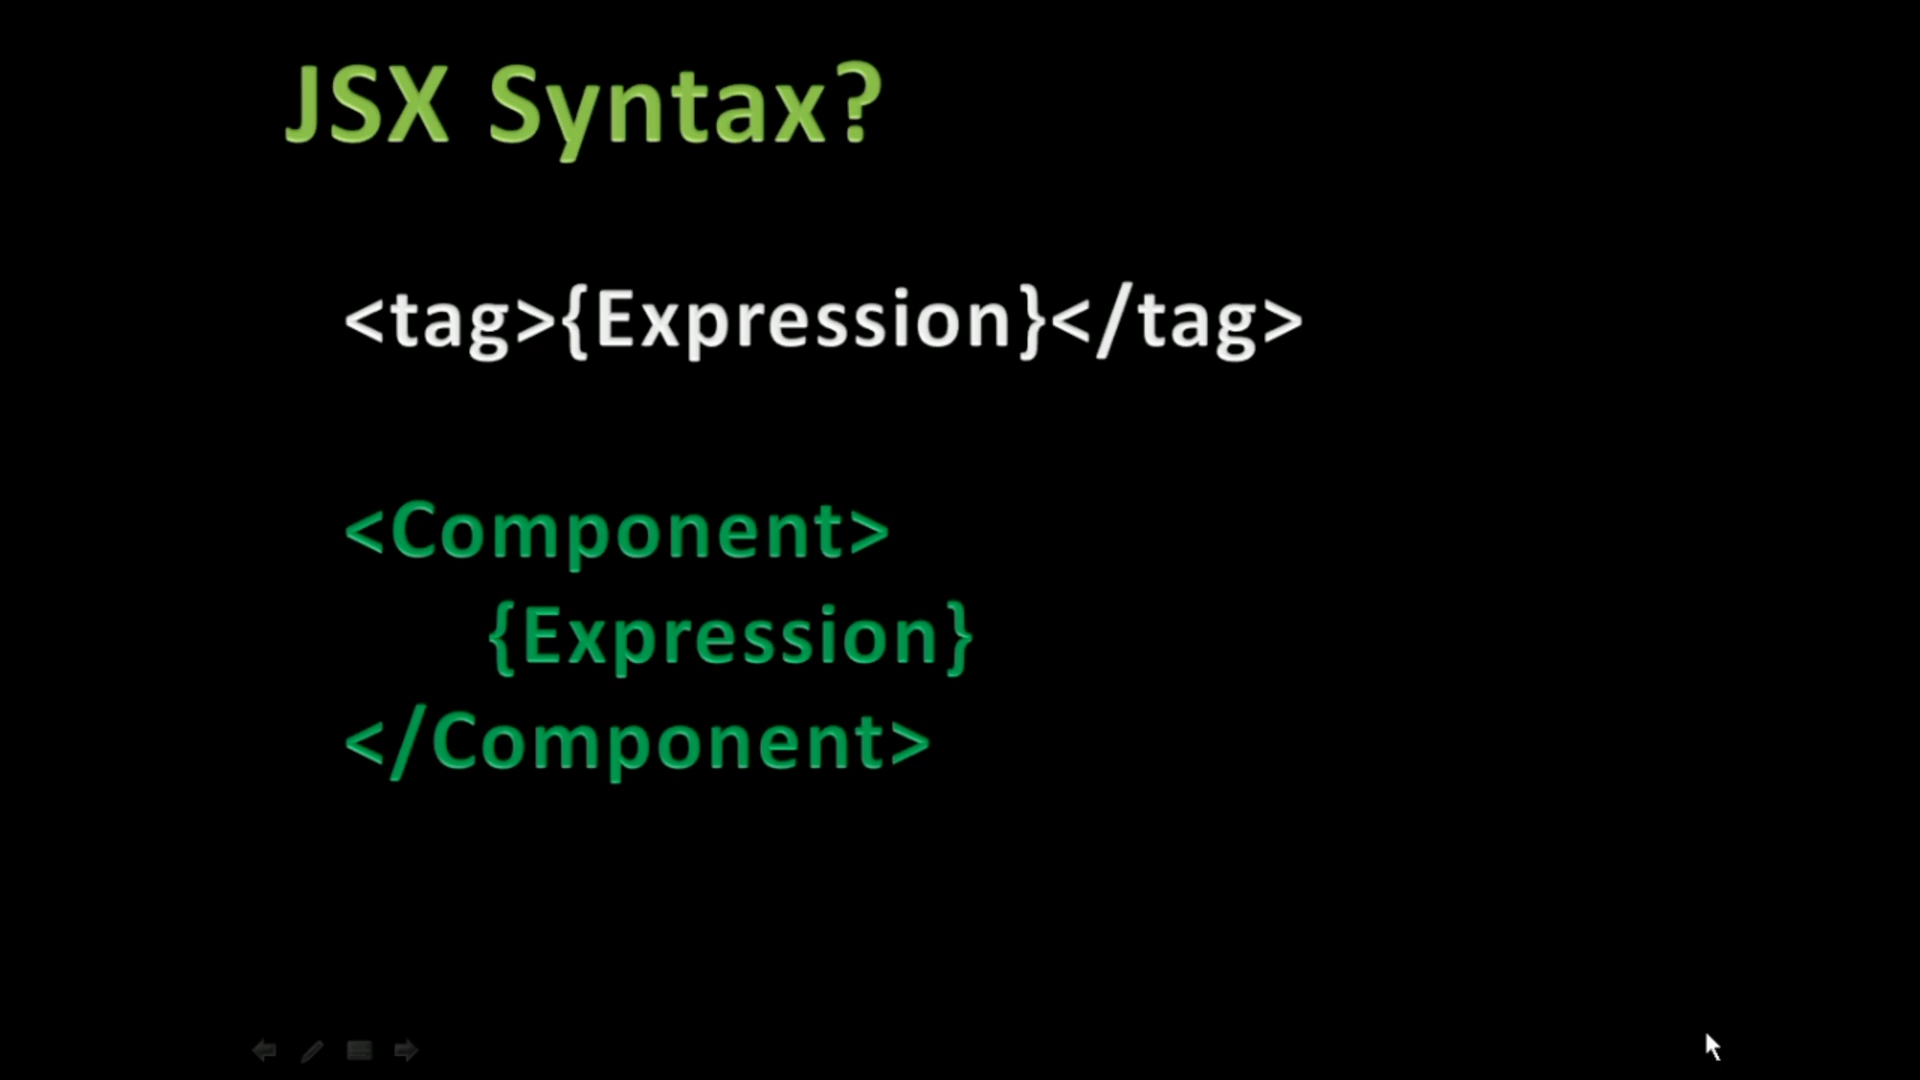 JSX Syntax?
<tag>{Expression}</tag>
<Component>
{Expression}
</Component>